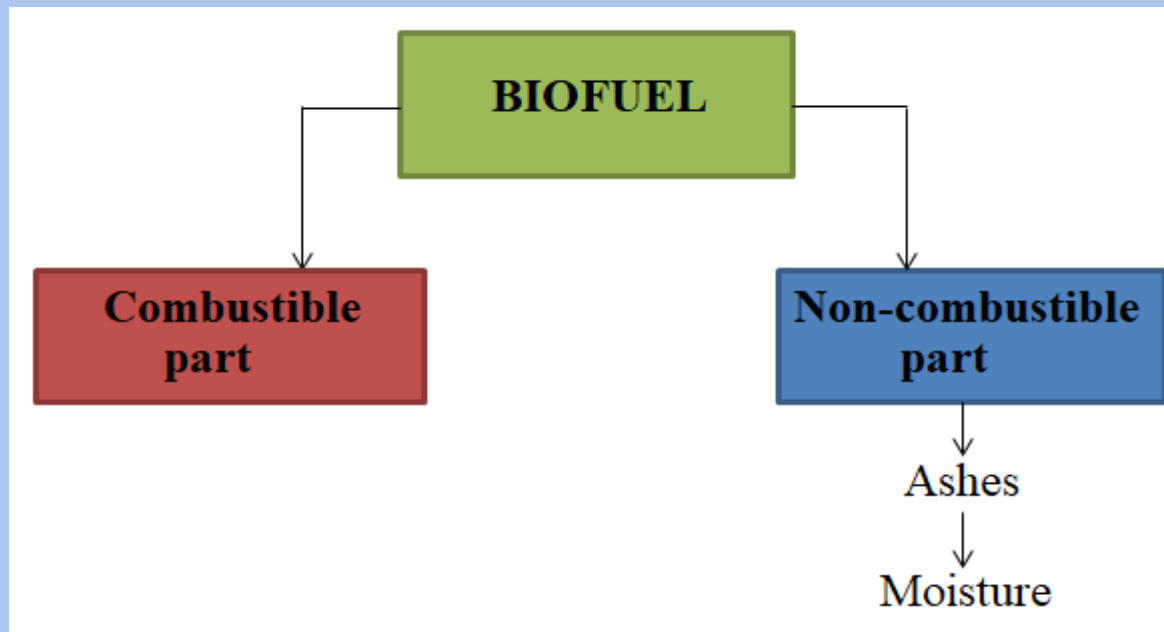 BIOFUEL
Combustible
part
Non-combustible
part
Ashes
Moisture